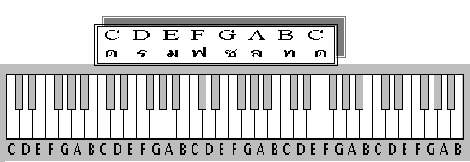 C D E F G A B C
ด ร ม ฟ ซ ล ท ด
C D E F G A B C D E F G A B C D E F G A B C D E F G A B C D E F G A B